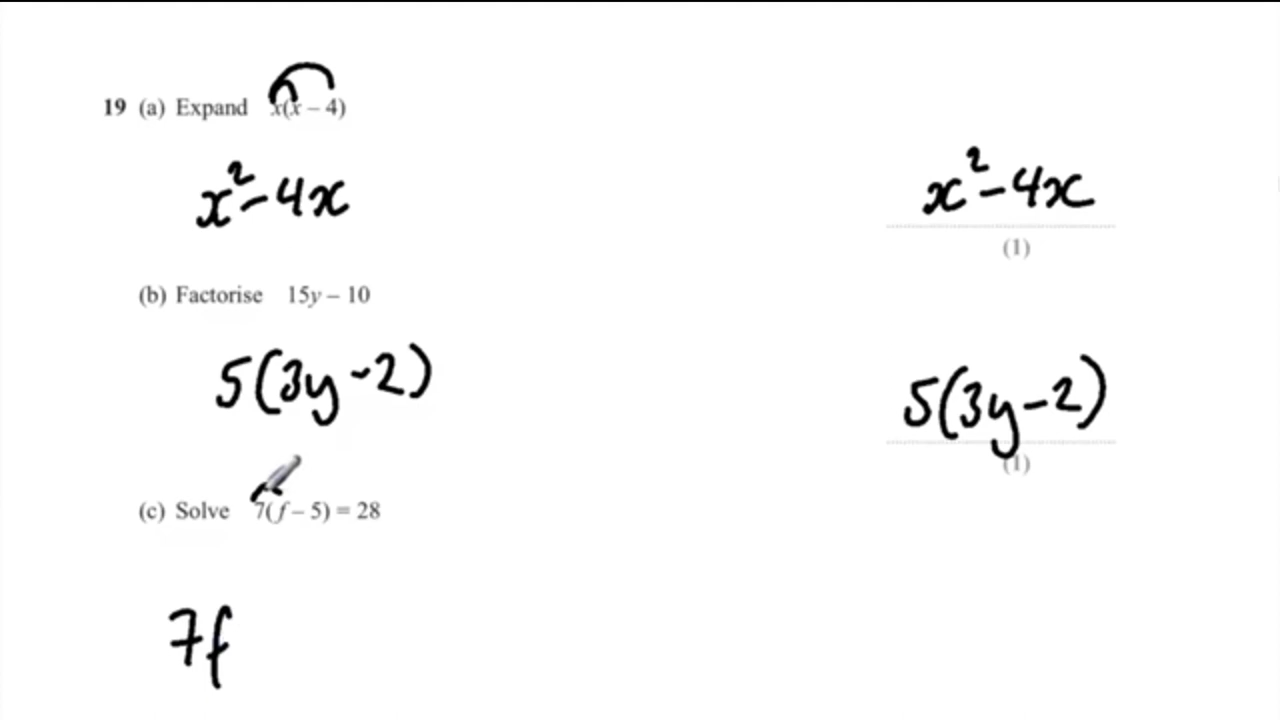 19 (a) Expand x(x – 4)
x² – 4x
x² – 4x
(1)
(b) Factorise 15y – 10
5(3y – 2)
5(3y – 2)
(1)
(c) Solve 7(f – 5) = 28
7f